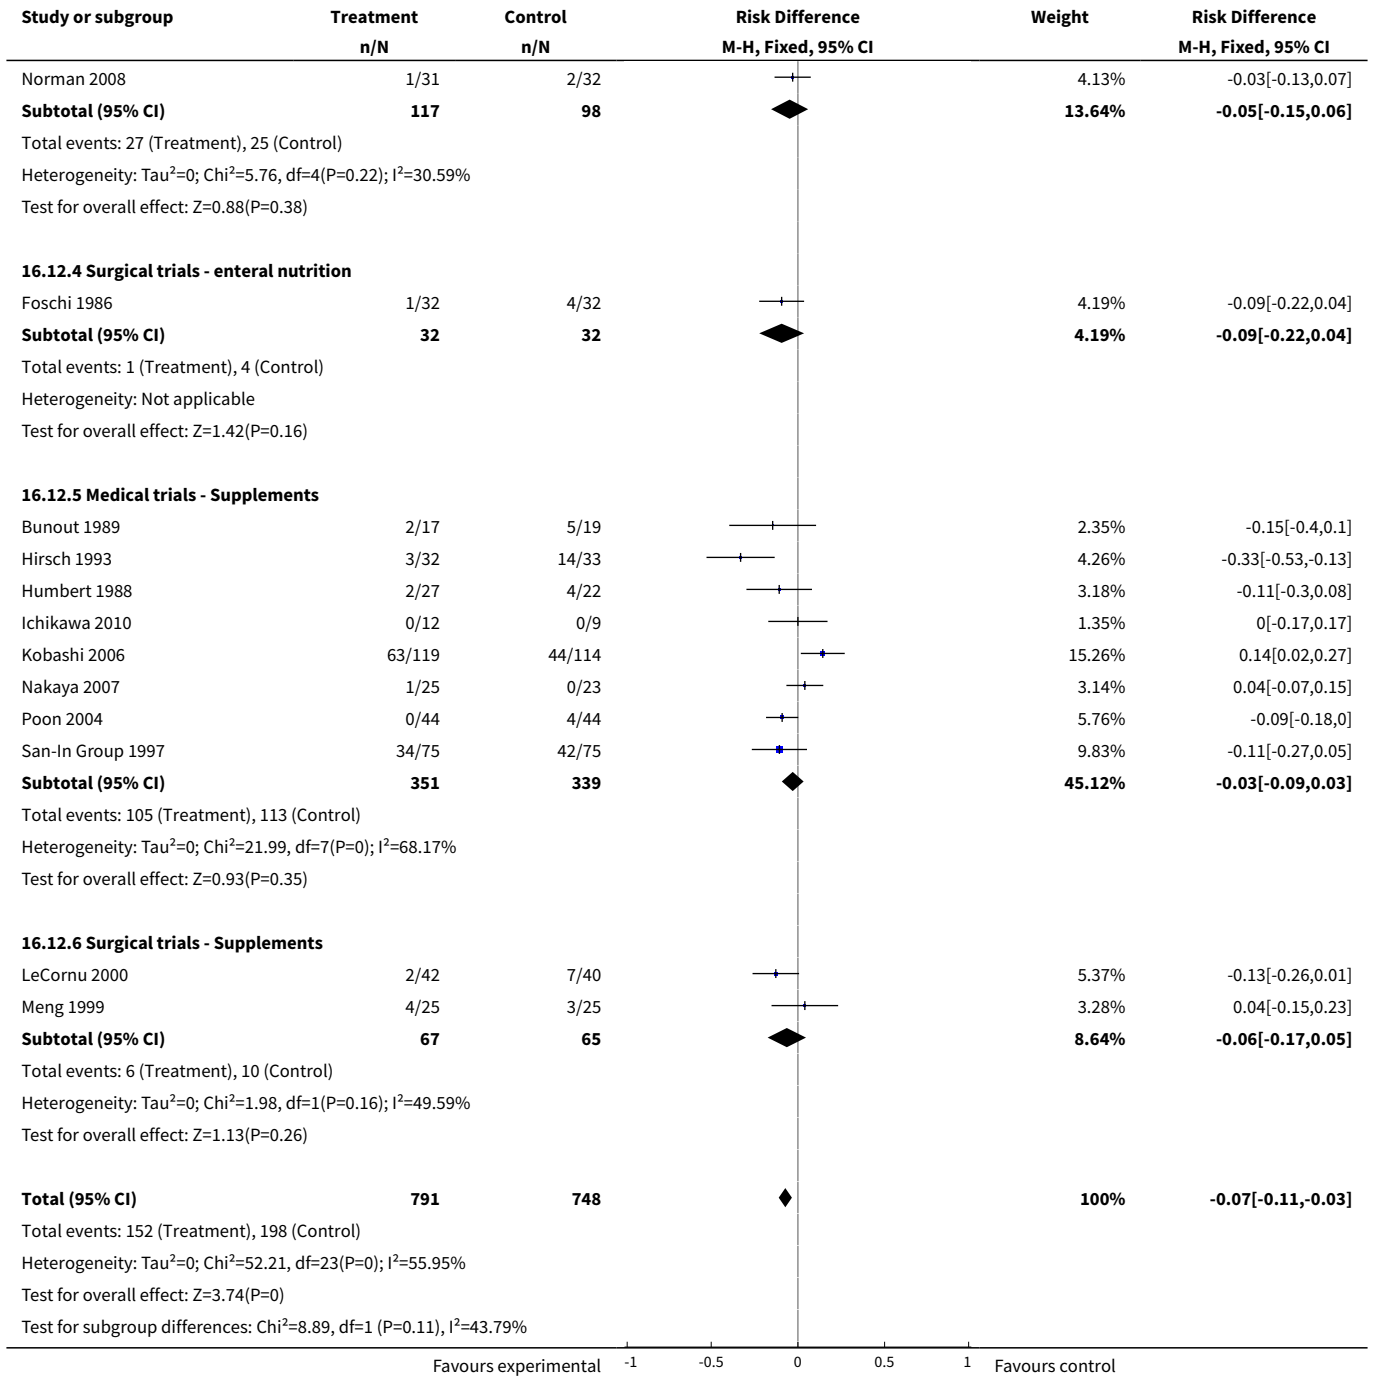 Study or subgroup Treatment Control Risk Difference Weight Risk Difference
n/N n/N M-H, Fixed, 95% CI M-H, Fixed, 95% CI
Norman 2008 1/31 2/32 4.13% -0.03[-0.13,0.07]
Subtotal (95% CI) 117 98 13.64% -0.05[-0.15,0.06]
Total events: 27 (Treatment), 25 (Control)
Heterogeneity: Tau²=0; Chi²=5.76, df=4(P=0.22); I²=30.59%
Test for overall effect: Z=0.88(P=0.38)
16.12.4 Surgical trials - enteral nutrition
Foschi 1986 1/32 4/32 4.19% -0.09[-0.22,0.04]
Subtotal (95% CI) 32 32 4.19% -0.09[-0.22,0.04]
Total events: 1 (Treatment), 4 (Control)
Heterogeneity: Not applicable
Test for overall effect: Z=1.42(P=0.16)
16.12.5 Medical trials - Supplements
Bunout 1989 2/17 5/19 2.35% -0.15[-0.4,0.1]
Hirsch 1993 3/32 14/33 4.26% -0.33[-0.53,-0.13]
Humbert 1988 2/27 4/22 3.18% -0.11[-0.3,0.08]
Ichikawa 2010 0/12 0/9 1.35% 0[-0.17,0.17]
Kobashi 2006 63/119 44/114 15.26% 0.14[0.02,0.27]
Nakaya 2007 1/25 0/23 3.14% 0.04[-0.07,0.15]
Poon 2004 0/44 4/44 5.76% -0.09[-0.18,0]
San-In Group 1997 34/75 42/75 9.83% -0.11[-0.27,0.05]
Subtotal (95% CI) 351 339 45.12% -0.03[-0.09,0.03]
Total events: 105 (Treatment), 113 (Control)
Heterogeneity: Tau²=0; Chi²=21.99, df=7(P=0); I²=68.17%
Test for overall effect: Z=0.93(P=0.35)
16.12.6 Surgical trials - Supplements
LeCornu 2000 2/42 7/40 5.37% -0.13[-0.26,0.01]
Meng 1999 4/25 3/25 3.28% 0.04[-0.15,0.23]
Subtotal (95% CI) 67 65 8.64% -0.06[-0.17,0.05]
Total events: 6 (Treatment), 10 (Control)
Heterogeneity: Tau²=0; Chi²=1.98, df=1(P=0.16); I²=49.59%
Test for overall effect: Z=1.13(P=0.26)
Total (95% CI) 791 748 100% -0.07[-0.11,-0.03]
Total events: 152 (Treatment), 198 (Control)
Heterogeneity: Tau²=0; Chi²=52.21, df=23(P=0); I²=55.95%
Test for overall effect: Z=3.74(P=0)
Test for subgroup differences: Chi²=8.89, df=1 (P=0.11), I²=43.79%
Favours experimental -1 -0.5 0 0.5 1 Favours control